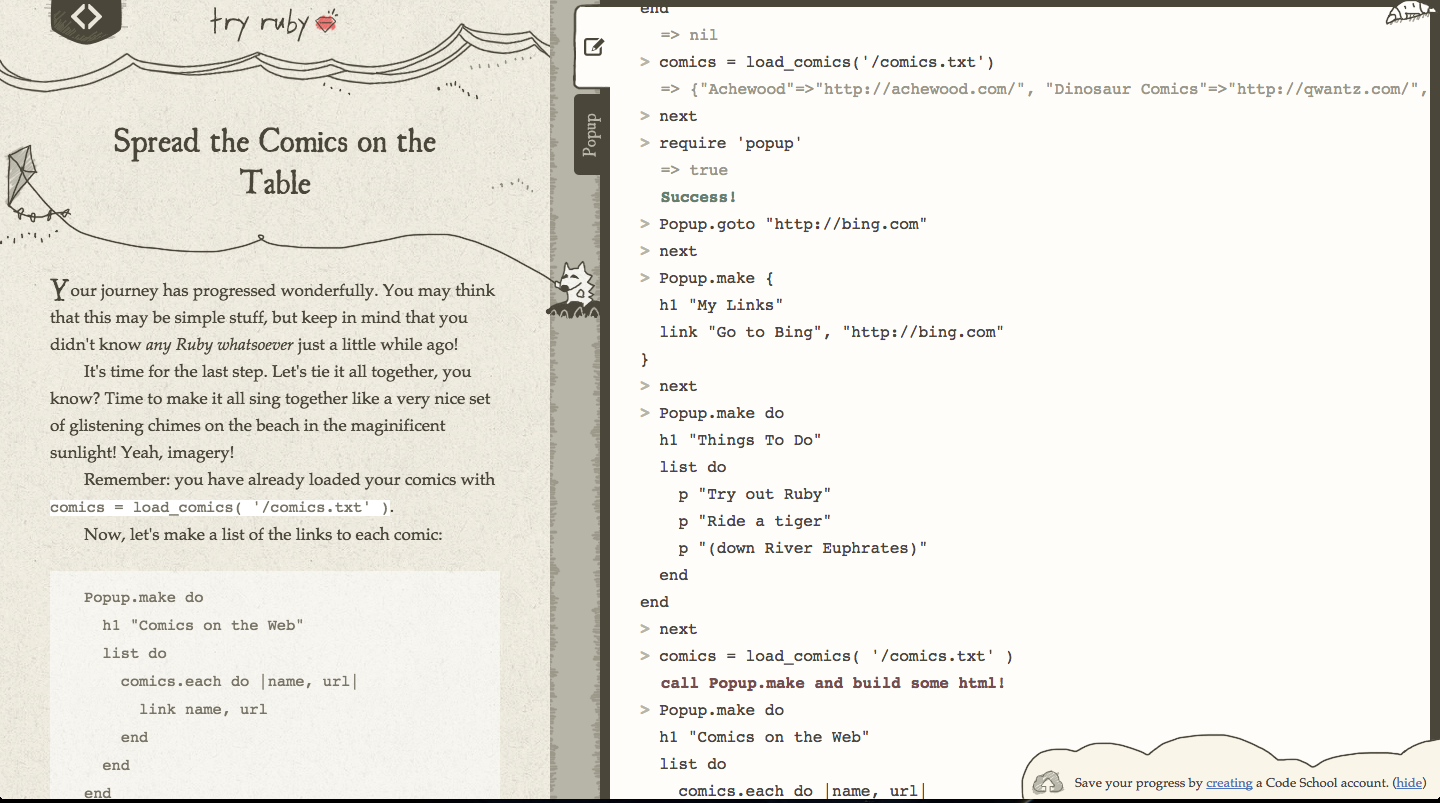 try ruby
Spread the Comics on the
Table
Your journey has progressed wonderfully. You may think
that this may be simple stuff, but keep in mind that you
didn't know any Ruby whatsoever just a little while ago!
It's time for the last step. Let's tie it all together, you
know? Time to make it all sing together like a very nice set
of glistening chimes on the beach in the maginificent
sunlight! Yeah, imagery!
Remember: you have already loaded your comics with
comics = load_comics( '/comics.txt' ).
Now, let's make a list of the links to each comic:
Popup.make do
h1 "Comics on the Web"
list do
comics.each do |name, url|
link name, url
end
end
end
Popup
end
=> nil
> comics = load_comics('/comics.txt')
=> {"Achewood"=>"http://achewood.com/", "Dinosaur Comics"=>"http://qwantz.com/",
> next
> require 'popup'
=> true
Success!
> Popup.goto "http://bing.com"
> next
> Popup.make {
h1 "My Links"
link "Go to Bing", "http://bing.com"
}
> next
> Popup.make do
h1 "Things To Do"
list do
p "Try out Ruby"
p "Ride a tiger"
p "(down River Euphrates)"
end
end
> next
> comics = load_comics( '/comics.txt' )
call Popup.make and build some html!
> Popup.make do
h1 "Comics on the Web"
list do
comics.each do |name, url|
Save your progress by creating a Code School account. (hide)